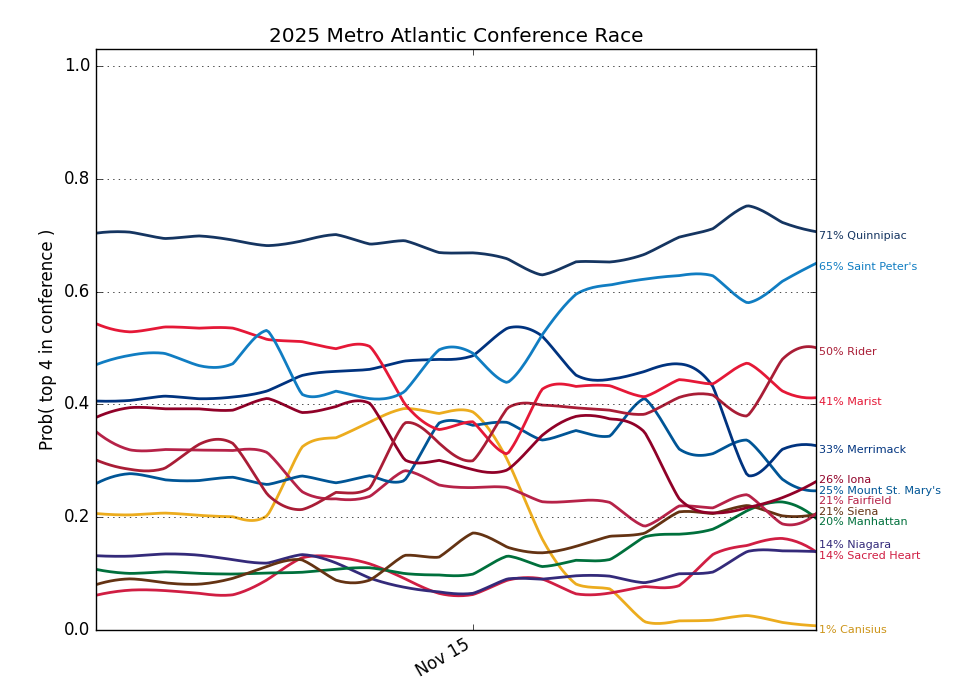 2025 Metro Atlantic Conference Race
1.0
0.8
0.6
0.4
0.2
0.0
Prob( top 4 in conference )
Nov 15
71% Quinnipiac
65% Saint Peter's
50% Rider
41% Marist
33% Merrimack
26% Iona
25% Mount St. Mary's
21% Fairfield
21% Siena
20% Manhattan
14% Niagara
14% Sacred Heart
1% Canisius